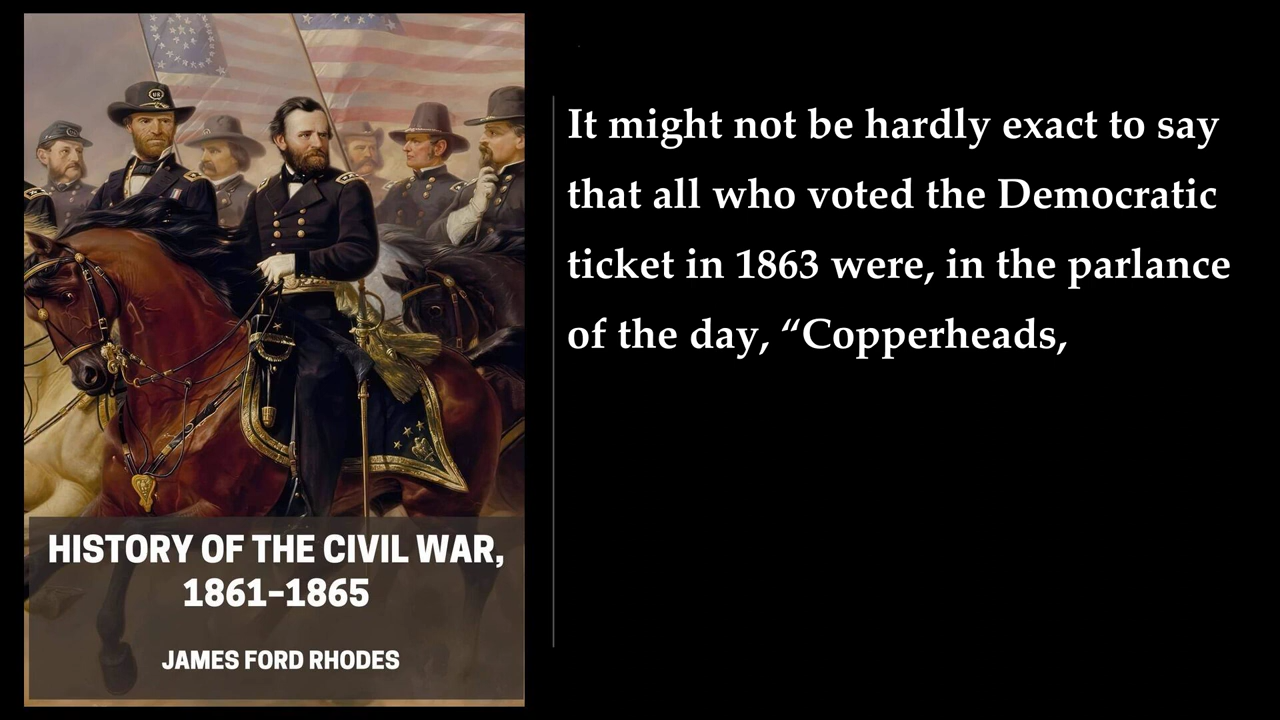 HISTORY OF THE CIVIL WAR,
1861–1865
JAMES FORD RHODES
It might not be hardly exact to say
that all who voted the Democratic
ticket in 1863 were, in the parlance
of the day, “Copperheads,